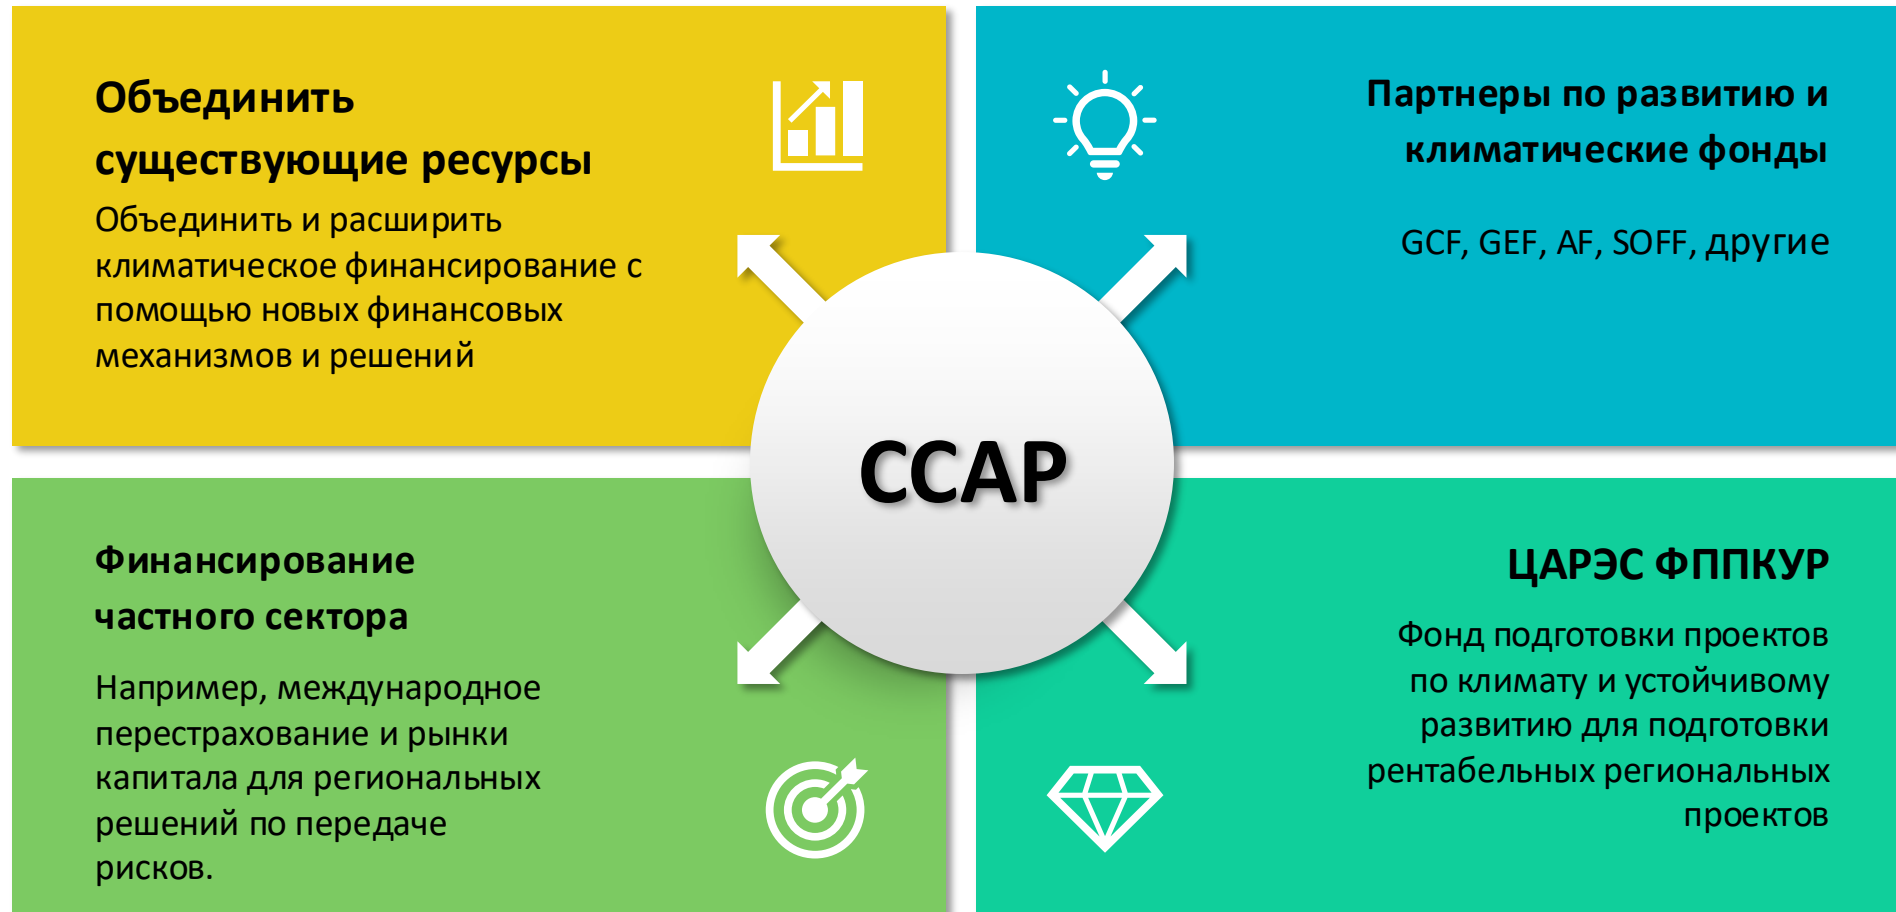 Объединить
существующие ресурсы
Объединить и расширить
климатическое финансирование с
помощью новых финансовых
механизмов и решений
Партнеры по развитию и
климатические фонды
GCF, GEF, AF, SOFF, другие
CCAP
Финансирование
частного сектора
Например, международное
перестрахование и рынки
капитала для региональных
решений по передаче
рисков.
ЦАРЭС ФППКУР
Фонд подготовки проектов
по климату и устойчивому
развитию для подготовки
рентабельных региональных
проектов